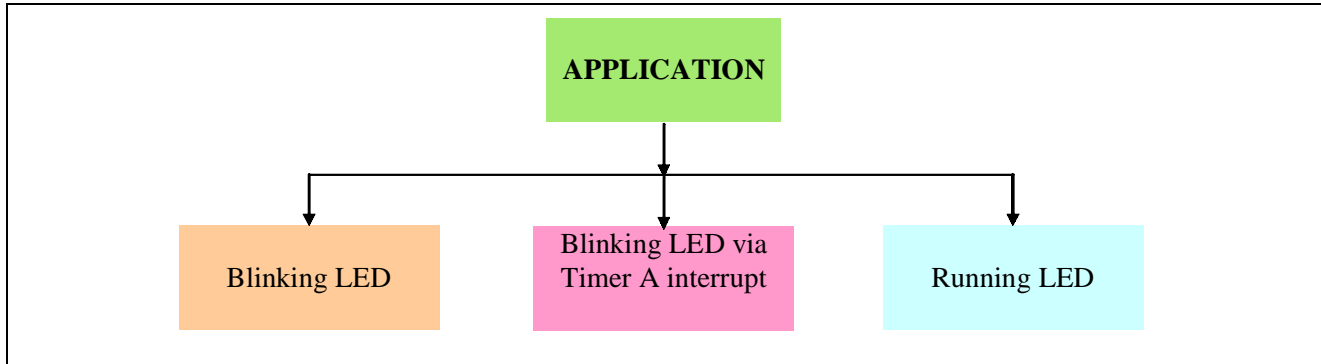 APPLICATION
Blinking LED
Blinking LED via
Timer A interrupt
Running LED